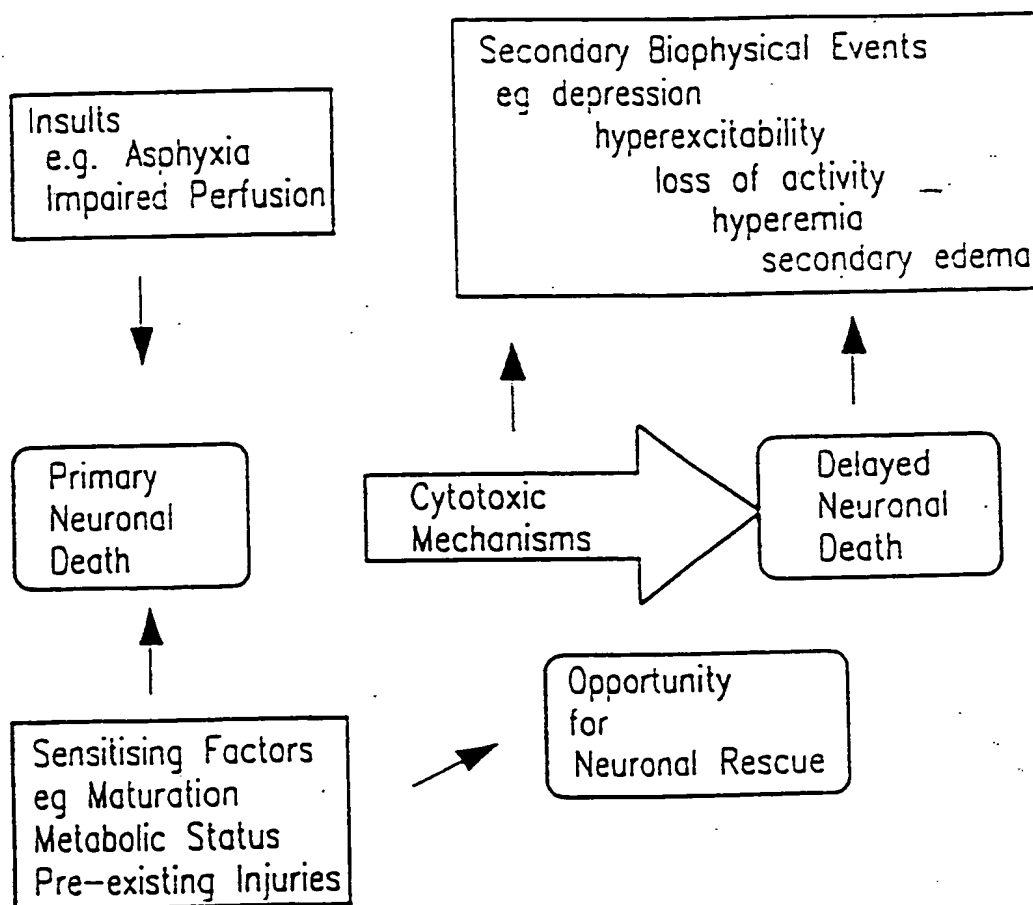 Insults
e.g. Asphyxia
Impaired Perfusion
Secondary Biophysical Events
eg depression
hyperexcitability
loss of activity
hyperemia
secondary edema
Primary
Neuronal
Death
Cytotoxic
Mechanisms
Delayed
Neuronal
Death
Sensitising Factors
eg Maturation
Metabolic Status
Pre-existing Injuries
Opportunity
for
Neuronal Rescue